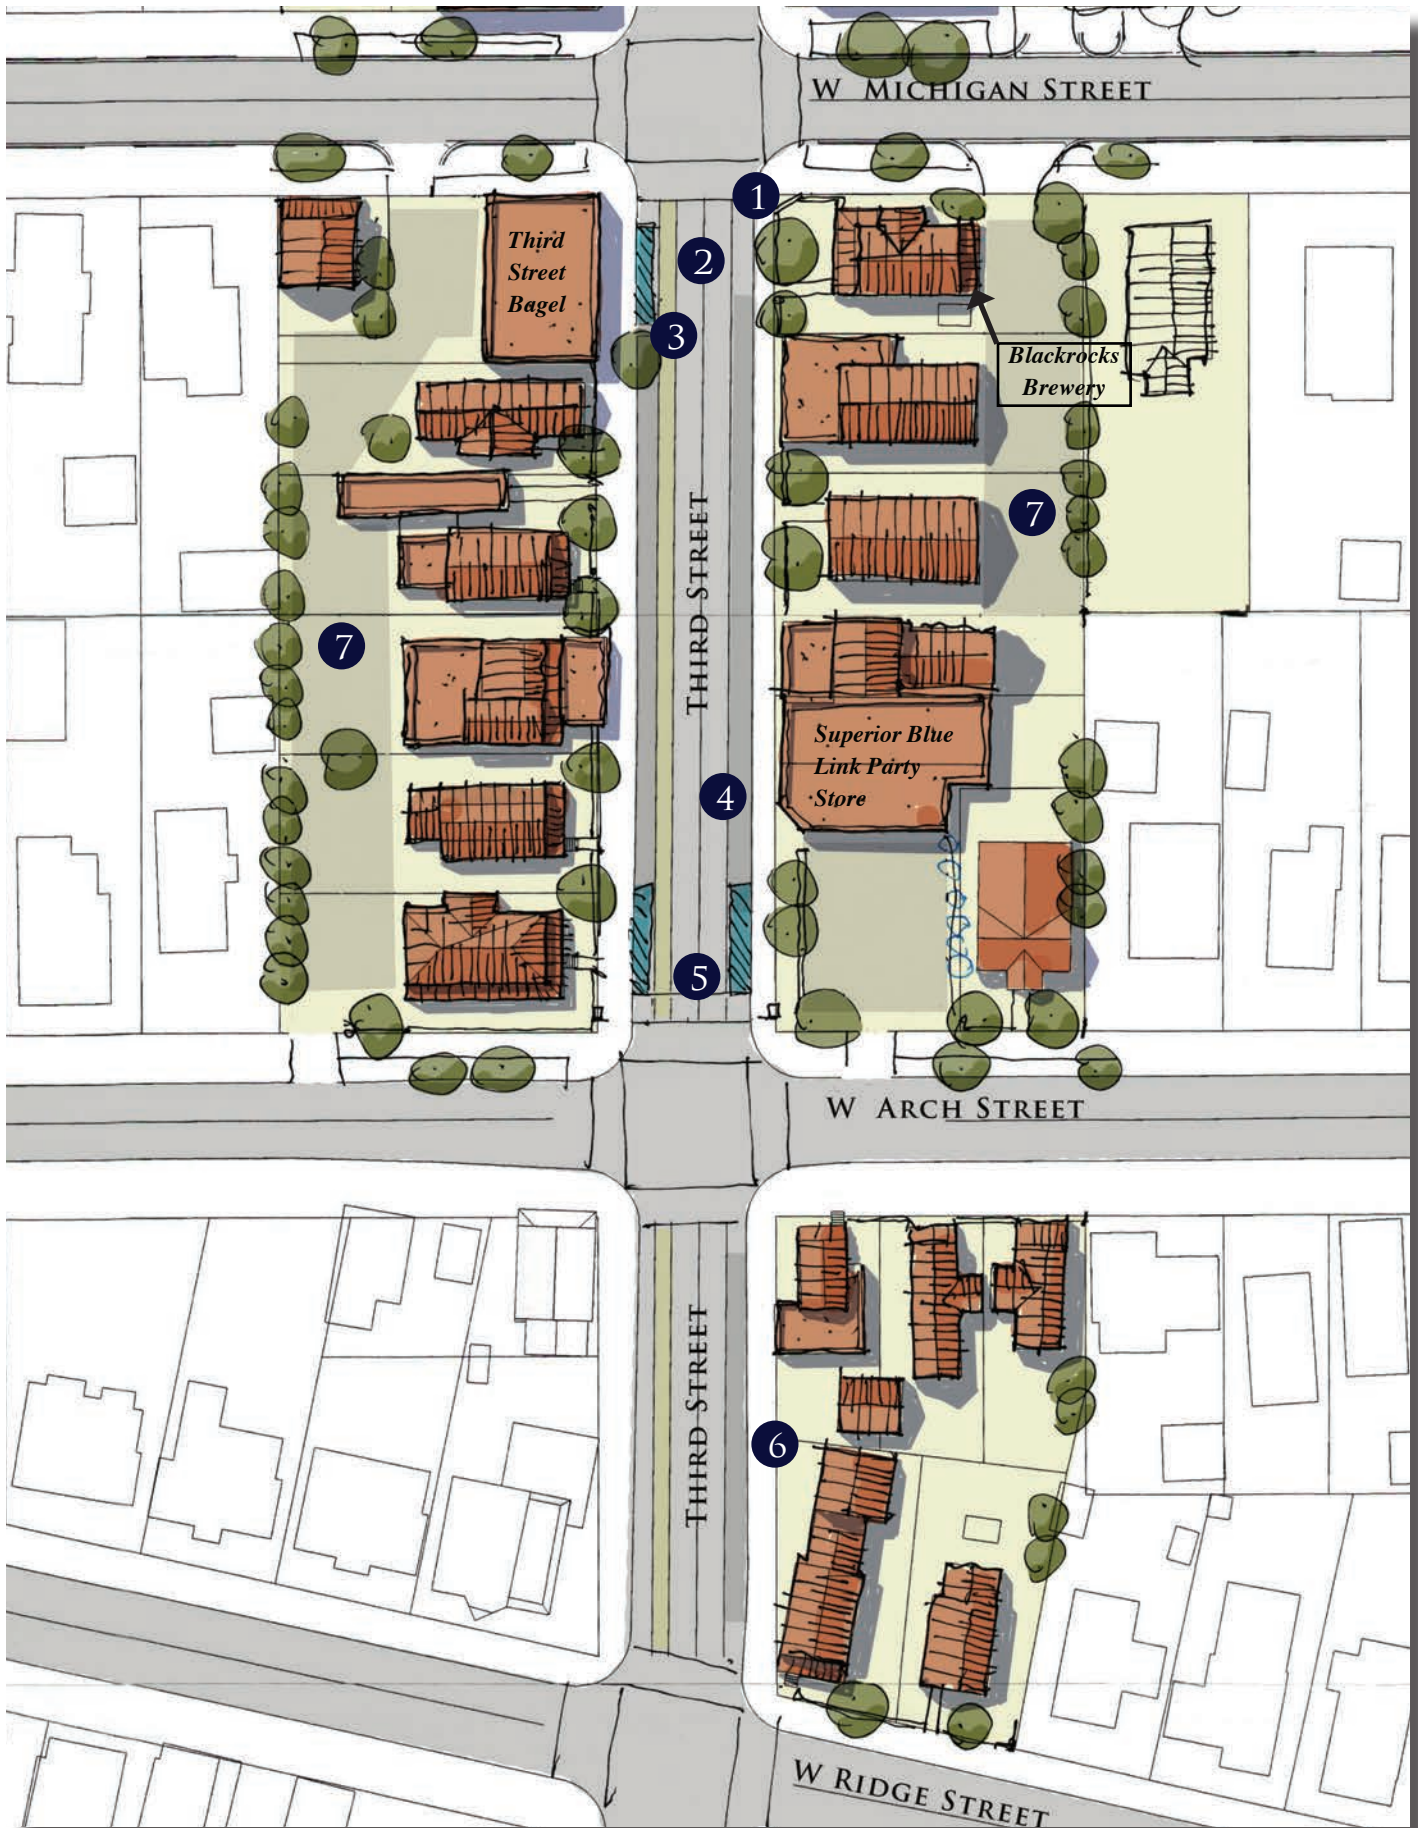 W MICHIGAN STREET
1
Third
Street
Bagel
2
3
Blackrocks
Brewery
7
THIRD STREET
7
Superior Blue
Link Party
Store
4
5
W ARCH STREET
THIRD STREET
6
W RIDGE STREET